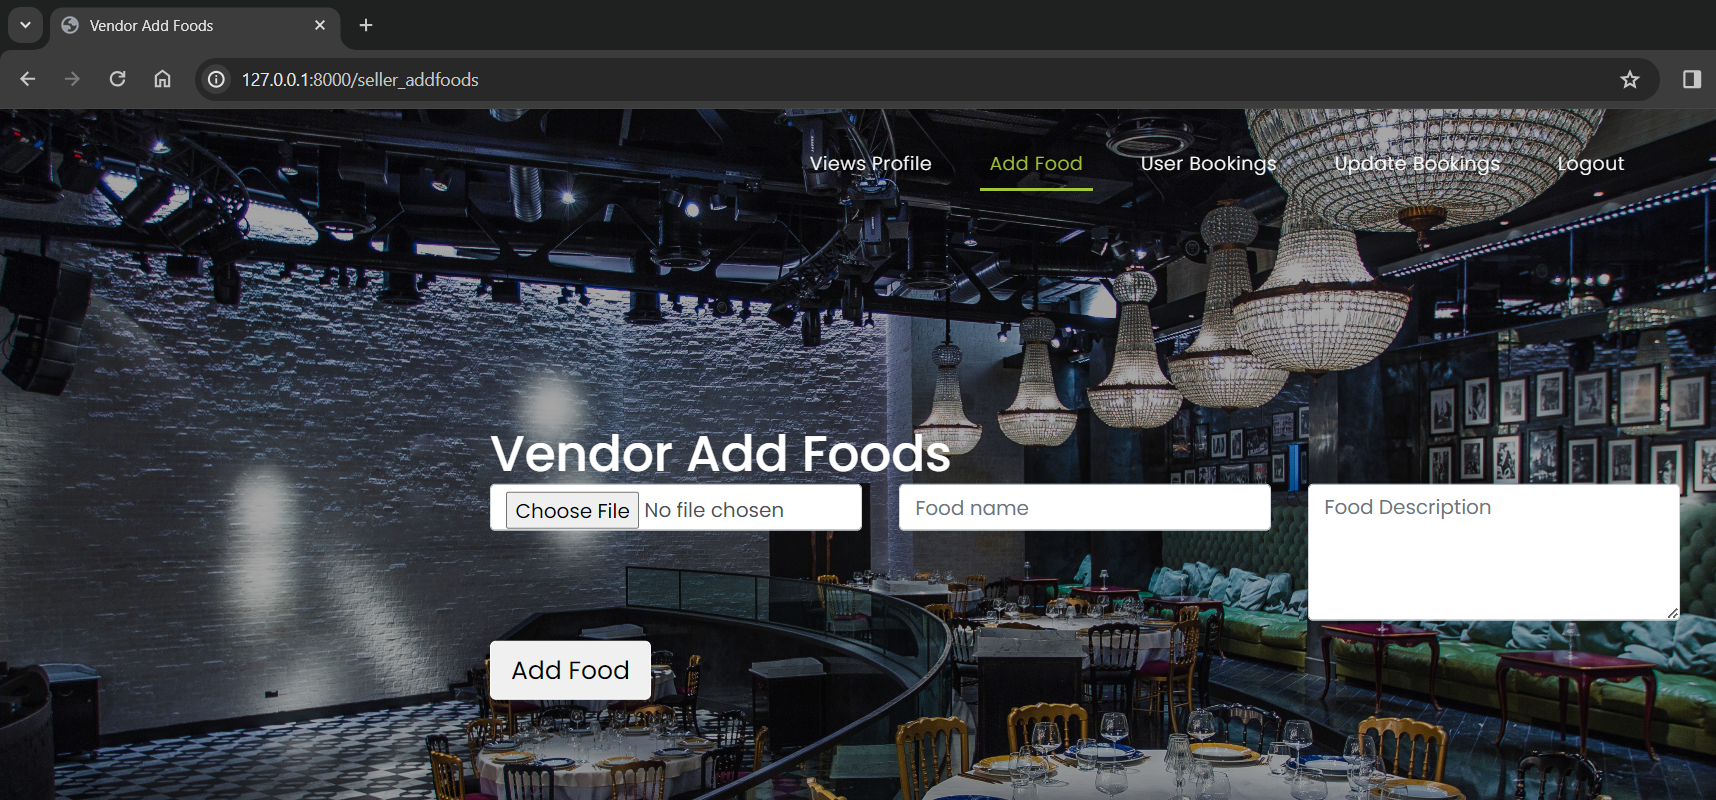 Vendor Add Foods
127.0.0.1:8000/seller_addfoods
Views Profile Add Food User Bookings Update Bookings Logout
Vendor Add Foods
Choose File No file chosen Food name Food Description
Add Food